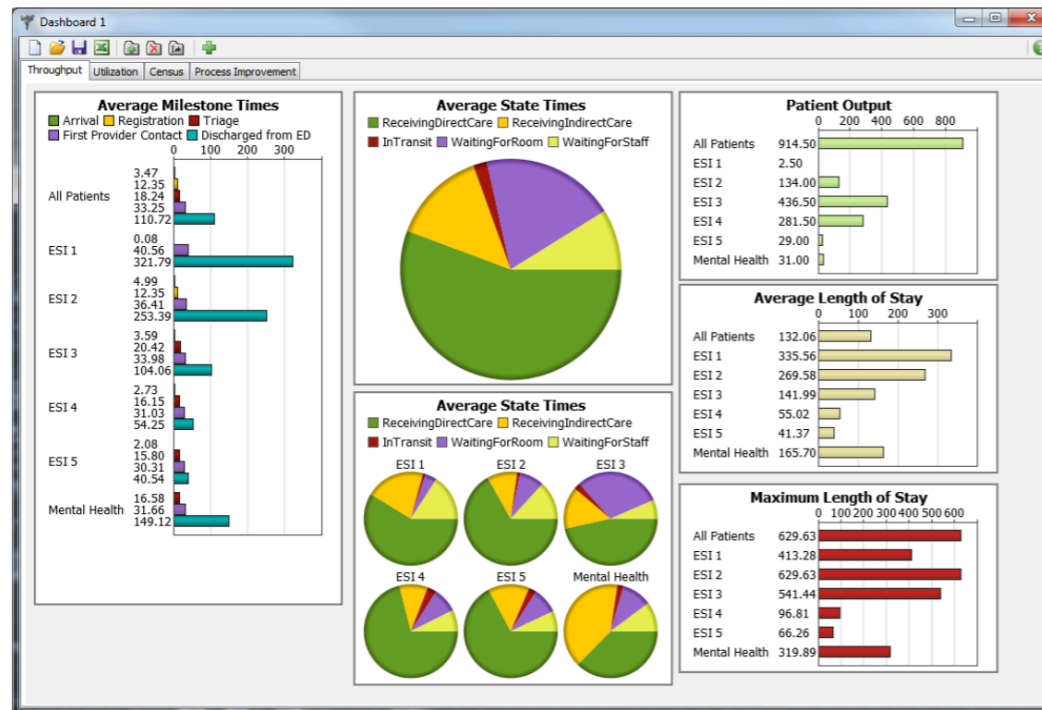 Dashboard 1
Throughput Utilization Census Process Improvement
Average Milestone Times
Arrival Registration Triage
First Provider Contact Discharged from ED
0 100 200 300
All Patients
3.47
12.35
18.24
33.25
110.72
ESI 1
0.08
40.56
321.79
ESI 2
4.99
12.35
36.41
253.39
ESI 3
3.59
20.42
33.98
104.06
ESI 4
2.73
16.15
31.03
54.25
ESI 5
2.08
15.80
30.31
40.54
Mental Health
16.58
31.66
149.12
Average State Times
ReceivingDirectCare ReceivingIndirectCare
InTransit WaitingForRoom WaitingForStaff
Average State Times
ReceivingDirectCare ReceivingIndirectCare
InTransit WaitingForRoom WaitingForStaff
ESI 1 ESI 2 ESI 3
ESI 4 ESI 5 Mental Health
Patient Output
0 200 400 600 800
All Patients 914.50
ESI 1 2.50
ESI 2 134.00
ESI 3 436.50
ESI 4 281.50
ESI 5 29.00
Mental Health 31.00
Average Length of Stay
0 100 200 300
All Patients 132.06
ESI 1 335.56
ESI 2 269.58
ESI 3 141.99
ESI 4 55.02
ESI 5 41.37
Mental Health 165.70
Maximum Length of Stay
0 100 200 300 400 500 600
All Patients 629.63
ESI 1 413.28
ESI 2 629.63
ESI 3 541.44
ESI 4 96.81
ESI 5 66.26
Mental Health 319.89